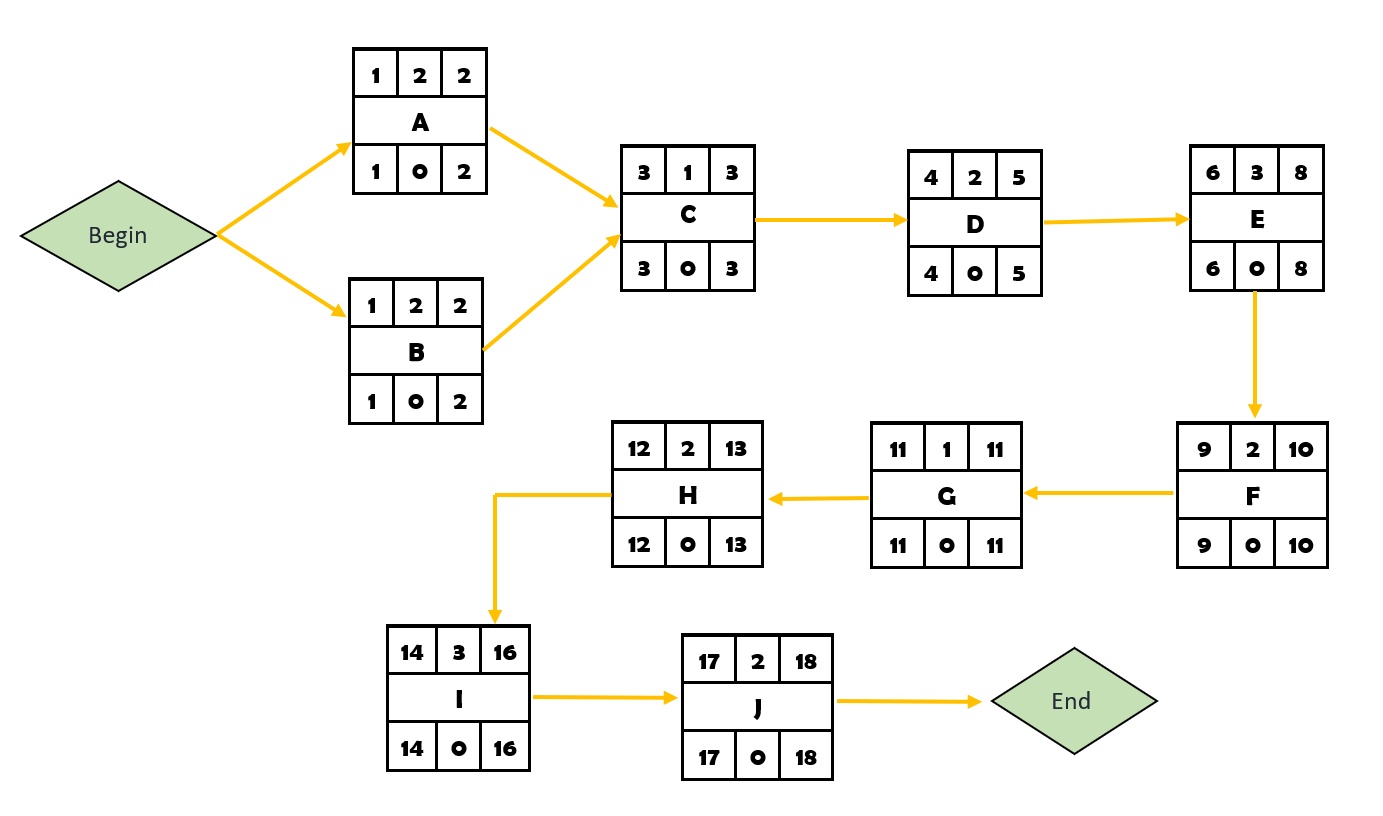 1 2 2
A
1 0 2
Begin
1 2 2
B
1 0 2
3 1 3
C
3 0 3
4 2 5
D
4 0 5
6 3 8
E
6 0 8
9 2 10
F
9 0 10
11 1 11
G
11 0 11
12 2 13
H
12 0 13
14 3 16
I
14 0 16
17 2 18
J
17 0 18
End